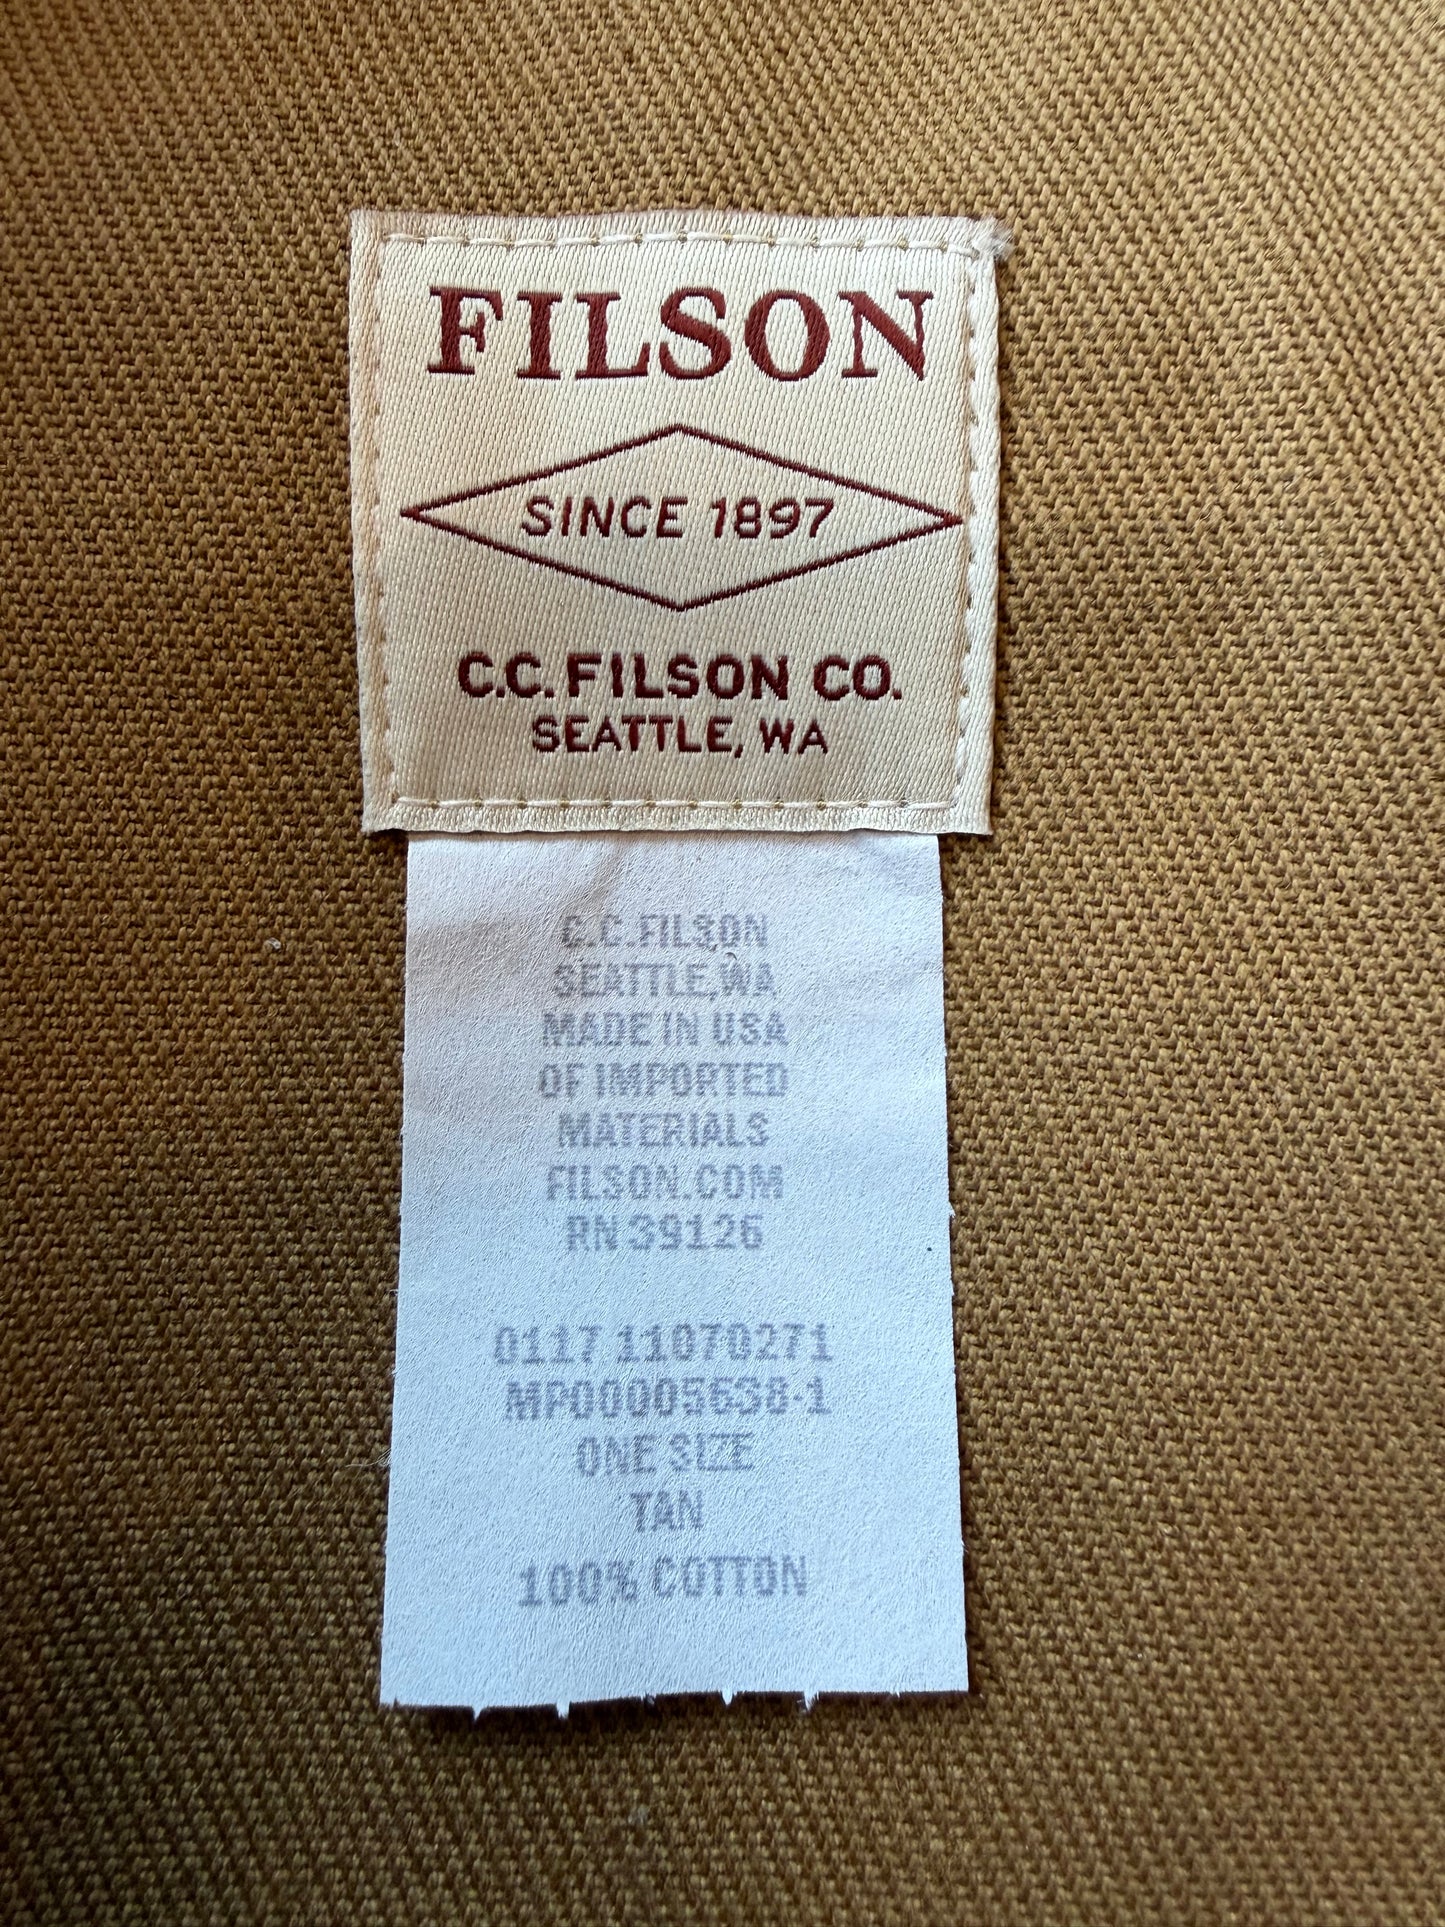 FILSON
SINCE 1897
C.C. FILSON CO.
SEATTLE, WA
C.C.FILSON
SEATTLE,WA
MADE IN USA
OF IMPORTED
MATERIALS
FILSON.COM
RN 39126
0117 11070271
MP00005638-1
ONE SIZE
TAN
100% COTTON